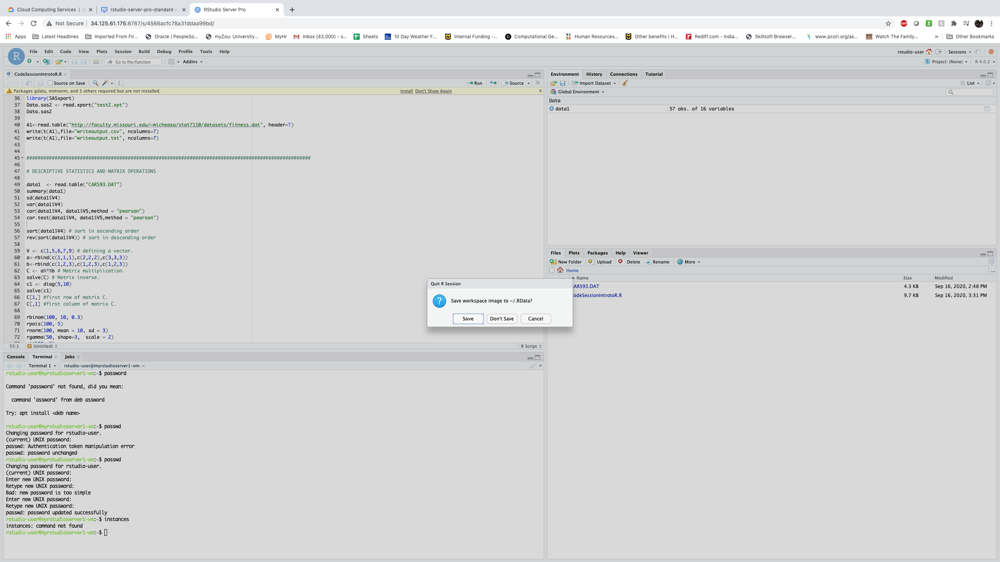 Cloud Computing Services | G
rstudio-server-pro-standard –
RStudio Server Pro
Not Secure 34.125.61.175:8787/s/4566acfc78a31ddaa99bd/
ABP
Apps Latest Headlines Imported From Fir... Oracle | PeopleSo... myZou: University... MyHr Inbox (43,000) - s... Sheets 10 Day Weather F... Internal Funding -... Computational Ge... Human Resources... Other benefits | H... Rediff.com - India... Skillsoft Browser... www.pcori.org/as... Watch The Family... » Other Bookmarks
R File Edit Code View Plots Session Build Debug Profile Tools Help
rstudio-user Sessions
Go to file/function Addins
Project: (None) R 4.0.2
CodeSessionIntrotoR.R
Source on Save Run Source
Packages gdata, mvtnorm, and 3 others required but are not installed. Install Don't Show Again
36 library(SASxport)
37 Data.sas2 <- read.xport("test2.xpt")
38 Data.sas2
39
40 A1<-read.table("http://faculty.missouri.edu/~micheasa/stat7110/datasets/fitness.dat", header=T)
41 write(t(A1),file="writeoutput.csv", ncolumns=7)
42 write(t(A1),file="writeoutput.txt", ncolumns=7)
43
44
45 #####################################################################################################
46
47 # DESCRIPTIVE STATISTICS AND MATRIX OPERATIONS
48
49 data1  <- read.table("CARS93.DAT")
50 summary(data1)
51 sd(data1$V4)
52 var(data1$V4)
53 cor(data1$V4, data1$V5,method = "pearson")
54 cor.test(data1$V4, data1$V5,method = "pearson")
55
56 sort(data1$V4) # sort in ascending order
57 rev(sort(data1$V4)) # sort in descending order
58
59 V <- c(1,5,6,7,9) # defining a vector.
60 a<-rbind(c(1,1,1),c(2,2,2),c(3,3,3))
61 b<-rbind(c(1,2,3),c(1,2,3),c(1,2,3))
62 C <- a%*%b # Matrix multiplication.
63 solve(C) # Matrix inverse.
64 c1 <- diag(5,10)
65 solve(c1)
66 C[1,] #first row of matrix C.
67 C[,1] #first column of matrix C.
68
69 rbinom(100, 10, 0.3)
70 rpois(100, 5)
71 rnorm(100, mean = 10, sd = 3)
72 rgamma(50, shape=3,  scale = 2)
55:1 # (Untitled) R Script
Console Terminal Jobs
Terminal 1 rstudio-user@myrstudioserver1-vm: ~
rstudio-user@myrstudioserver1-vm:~$ password
Command 'password' not found, did you mean:
command 'assword' from deb assword
Try: apt install <deb name>
rstudio-user@myrstudioserver1-vm:~$ passwd
Changing password for rstudio-user.
(current) UNIX password:
passwd: Authentication token manipulation error
passwd: password unchanged
rstudio-user@myrstudioserver1-vm:~$ passwd
Changing password for rstudio-user.
(current) UNIX password:
Enter new UNIX password:
Retype new UNIX password:
Bad: new password is too simple
Enter new UNIX password:
Retype new UNIX password:
passwd: password updated successfully
rstudio-user@myrstudioserver1-vm:~$ instances
instances: command not found
rstudio-user@myrstudioserver1-vm:~$
Environment History Connections Tutorial
Import Dataset List
Global Environment
Data
data1 57 obs. of 16 variables
Files Plots Packages Help Viewer
New Folder Upload Delete Rename More
Home ...
Name Size Modified
CARS93.DAT 4.3 KB Sep 16, 2020, 2:48 PM
odeSessionIntrotoR.R 9.7 KB Sep 16, 2020, 3:31 PM
Quit R Session
? Save workspace image to ~/.RData?
Save Don't Save Cancel